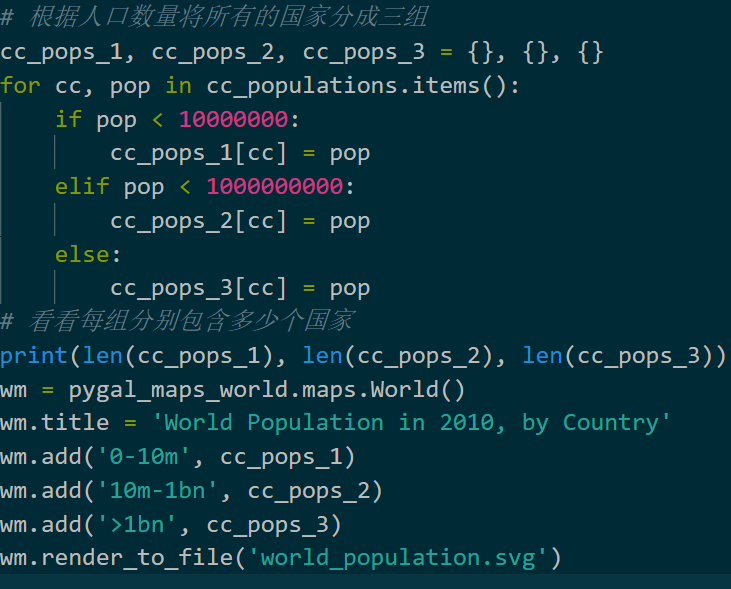 # 根据人口数量将所有的国家分成三组
cc_pops_1, cc_pops_2, cc_pops_3 = {}, {}, {}
for cc, pop in cc_populations.items():
    if pop < 10000000:
        cc_pops_1[cc] = pop
    elif pop < 1000000000:
        cc_pops_2[cc] = pop
    else:
        cc_pops_3[cc] = pop
# 看看每组分别包含多少个国家
print(len(cc_pops_1), len(cc_pops_2), len(cc_pops_3))
wm = pygal_maps_world.maps.World()
wm.title = 'World Population in 2010, by Country'
wm.add('0-10m', cc_pops_1)
wm.add('10m-1bn', cc_pops_2)
wm.add('>1bn', cc_pops_3)
wm.render_to_file('world_population.svg')